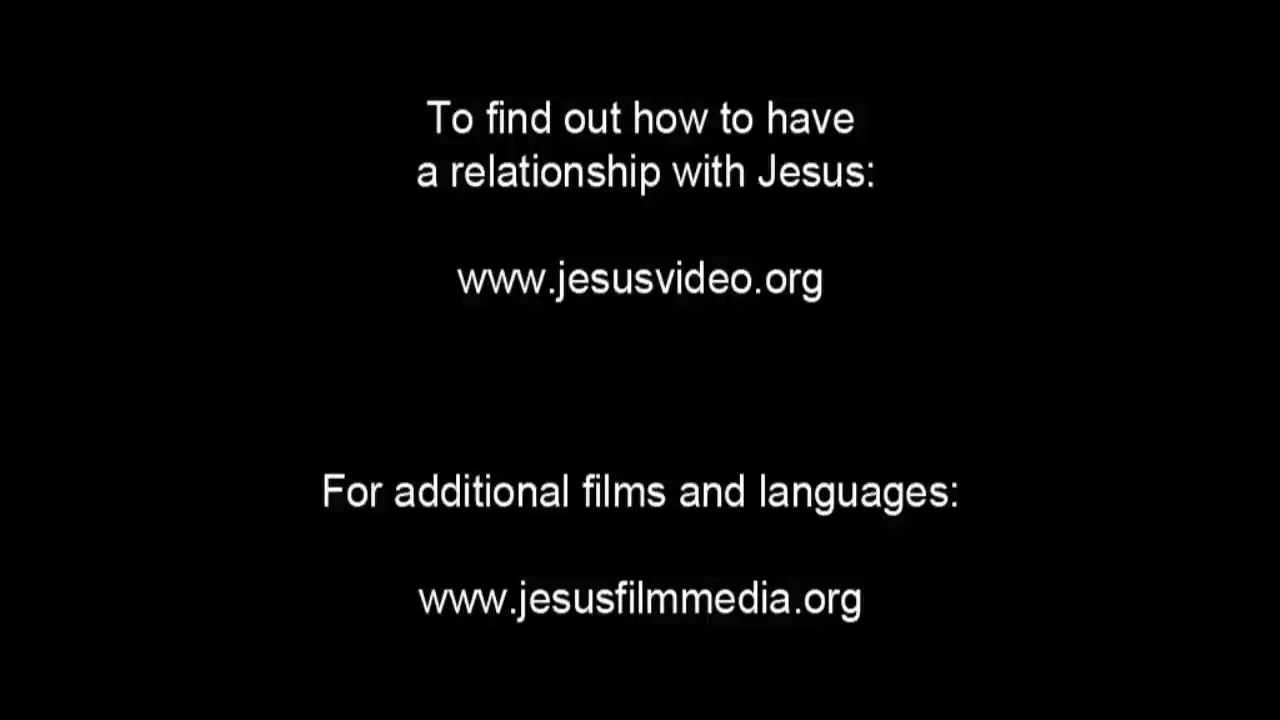 To find out how to have
a relationship with Jesus:
www.jesusvideo.org
For additional films and languages:
www.jesusfilmmedia.org